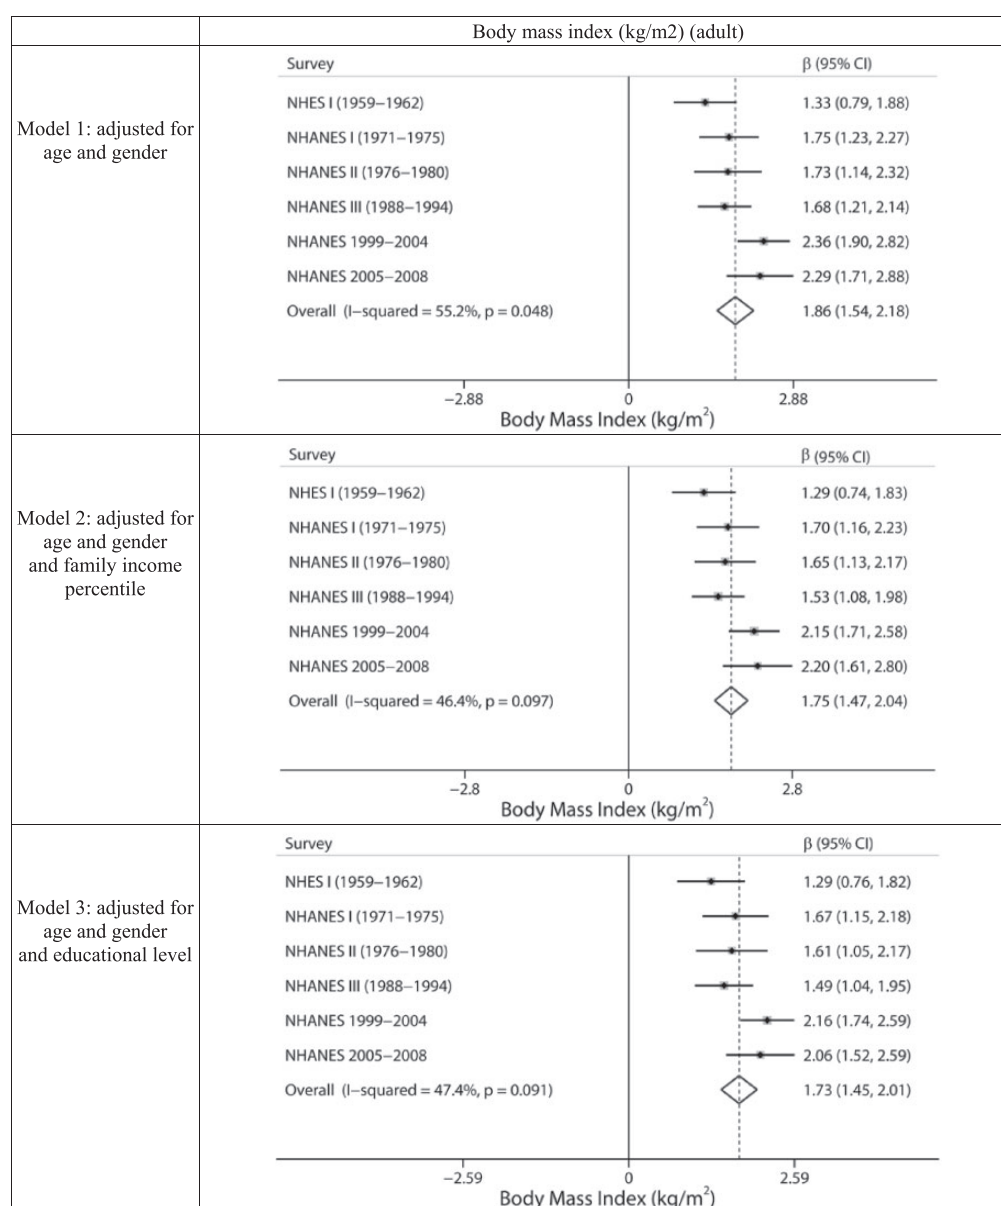 Body mass index (kg/m2) (adult)
Model 1: adjusted for
age and gender
Survey β (95% CI)
NHES I (1959–1962) 1.33 (0.79, 1.88)
NHANES I (1971–1975) 1.75 (1.23, 2.27)
NHANES II (1976–1980) 1.73 (1.14, 2.32)
NHANES III (1988–1994) 1.68 (1.21, 2.14)
NHANES 1999–2004 2.36 (1.90, 2.82)
NHANES 2005–2008 2.29 (1.71, 2.88)
Overall (I–squared = 55.2%, p = 0.048) 1.86 (1.54, 2.18)
–2.88 0 2.88
Body Mass Index (kg/m²)
Model 2: adjusted for
age and gender
and family income
percentile
Survey β (95% CI)
NHES I (1959–1962) 1.29 (0.74, 1.83)
NHANES I (1971–1975) 1.70 (1.16, 2.23)
NHANES II (1976–1980) 1.65 (1.13, 2.17)
NHANES III (1988–1994) 1.53 (1.08, 1.98)
NHANES 1999–2004 2.15 (1.71, 2.58)
NHANES 2005–2008 2.20 (1.61, 2.80)
Overall (I–squared = 46.4%, p = 0.097) 1.75 (1.47, 2.04)
–2.8 0 2.8
Body Mass Index (kg/m²)
Model 3: adjusted for
age and gender
and educational level
Survey β (95% CI)
NHES I (1959–1962) 1.29 (0.76, 1.82)
NHANES I (1971–1975) 1.67 (1.15, 2.18)
NHANES II (1976–1980) 1.61 (1.05, 2.17)
NHANES III (1988–1994) 1.49 (1.04, 1.95)
NHANES 1999–2004 2.16 (1.74, 2.59)
NHANES 2005–2008 2.06 (1.52, 2.59)
Overall (I–squared = 47.4%, p = 0.091) 1.73 (1.45, 2.01)
–2.59 0 2.59
Body Mass Index (kg/m²)